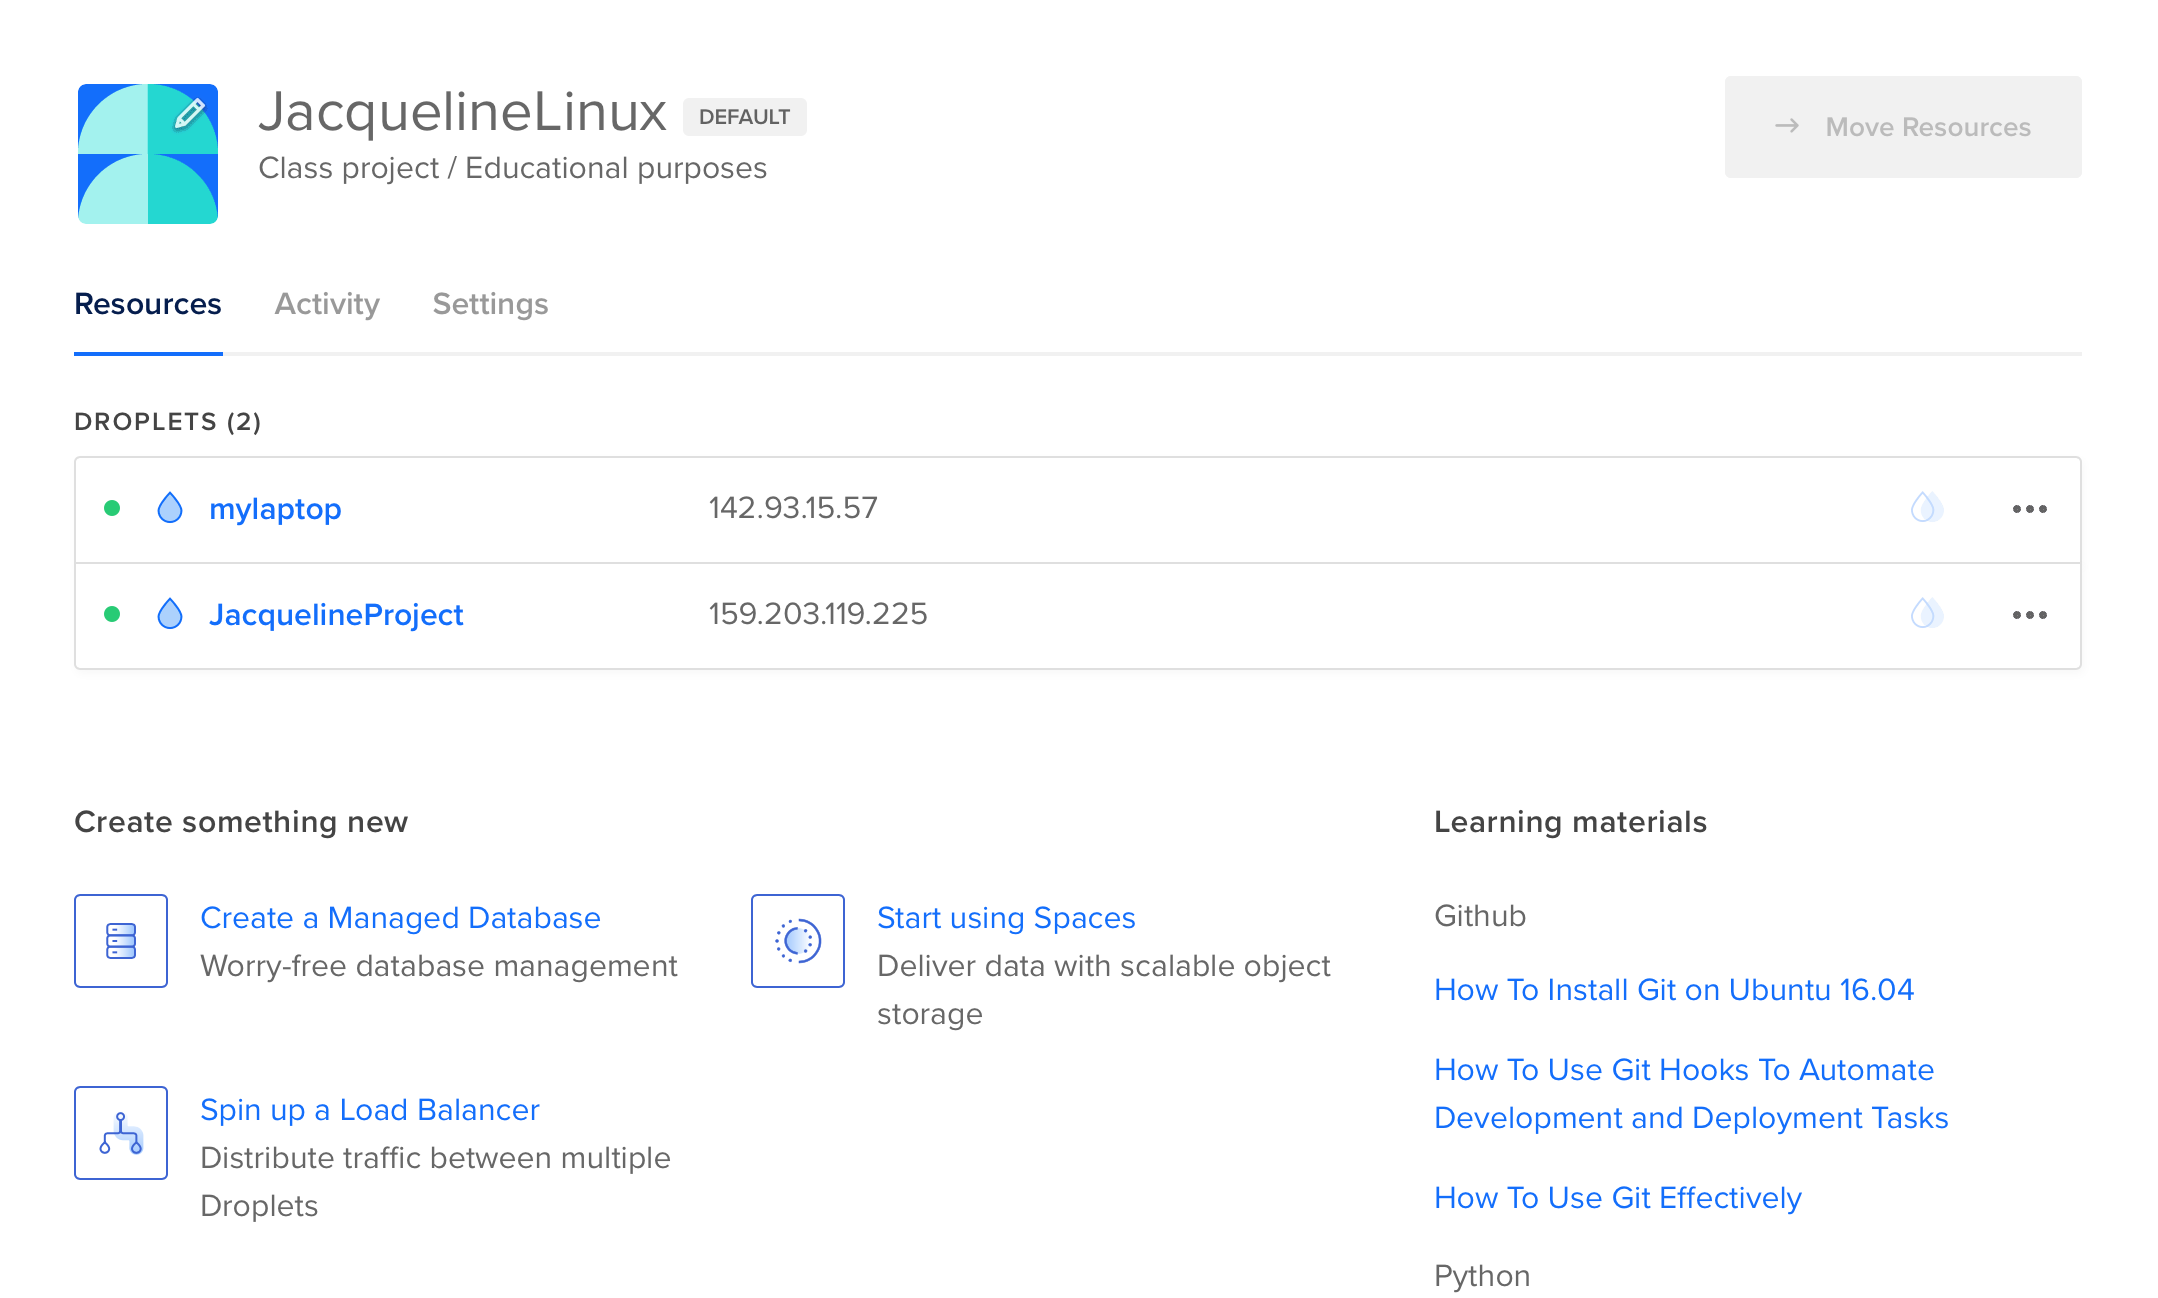 JacquelineLinux DEFAULT
Class project / Educational purposes
Move Resources
Resources Activity Settings
DROPLETS (2)
mylaptop 142.93.15.57
JacquelineProject 159.203.119.225
Create something new
Create a Managed Database
Worry-free database management
Start using Spaces
Deliver data with scalable object
storage
Spin up a Load Balancer
Distribute traffic between multiple
Droplets
Learning materials
Github
How To Install Git on Ubuntu 16.04
How To Use Git Hooks To Automate
Development and Deployment Tasks
How To Use Git Effectively
Python